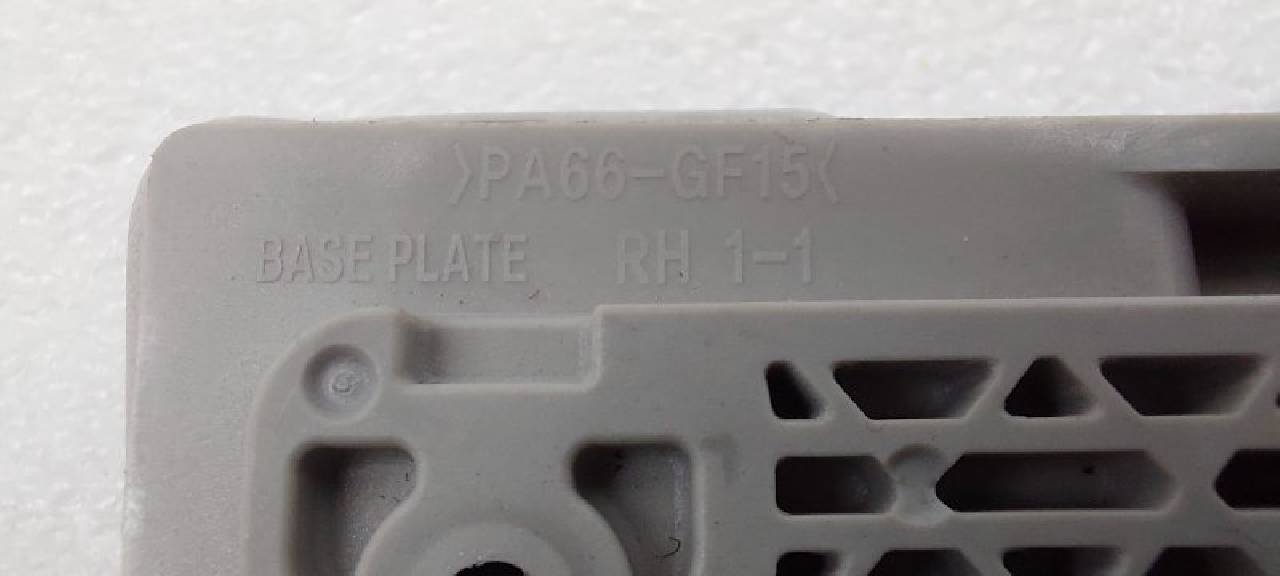 >PA66-GF15<
BASE PLATE RH 1-1